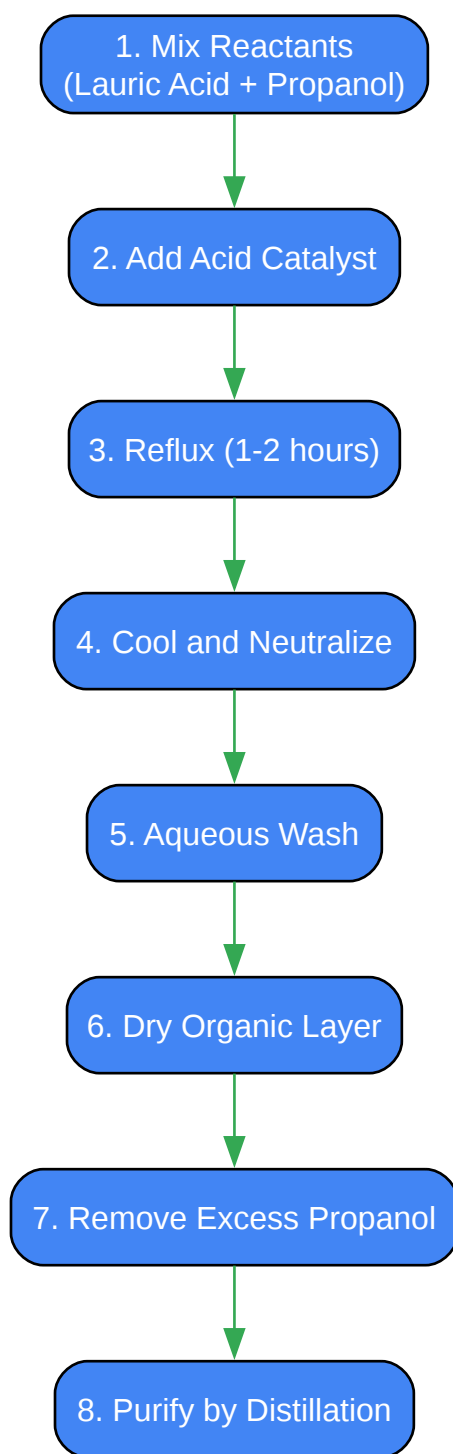 1. Mix Reactants
(Lauric Acid + Propanol)
2. Add Acid Catalyst
3. Reflux (1-2 hours)
4. Cool and Neutralize
5. Aqueous Wash
6. Dry Organic Layer
7. Remove Excess Propanol
8. Purify by Distillation